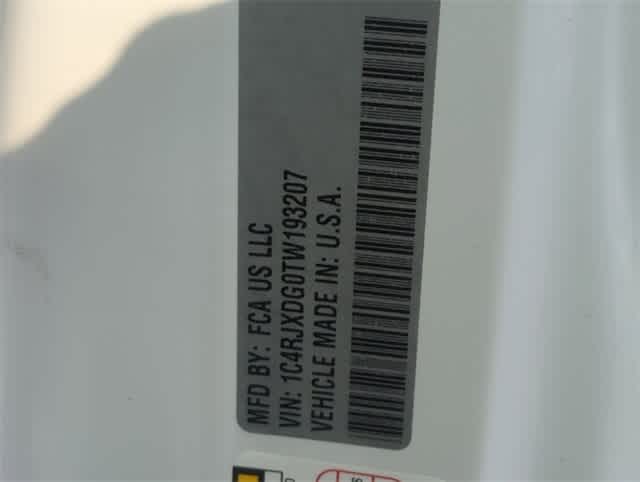 MFD BY: FCA US LLC
VIN: 1C4RJXDG0TW193207
VEHICLE MADE IN: U.S.A.